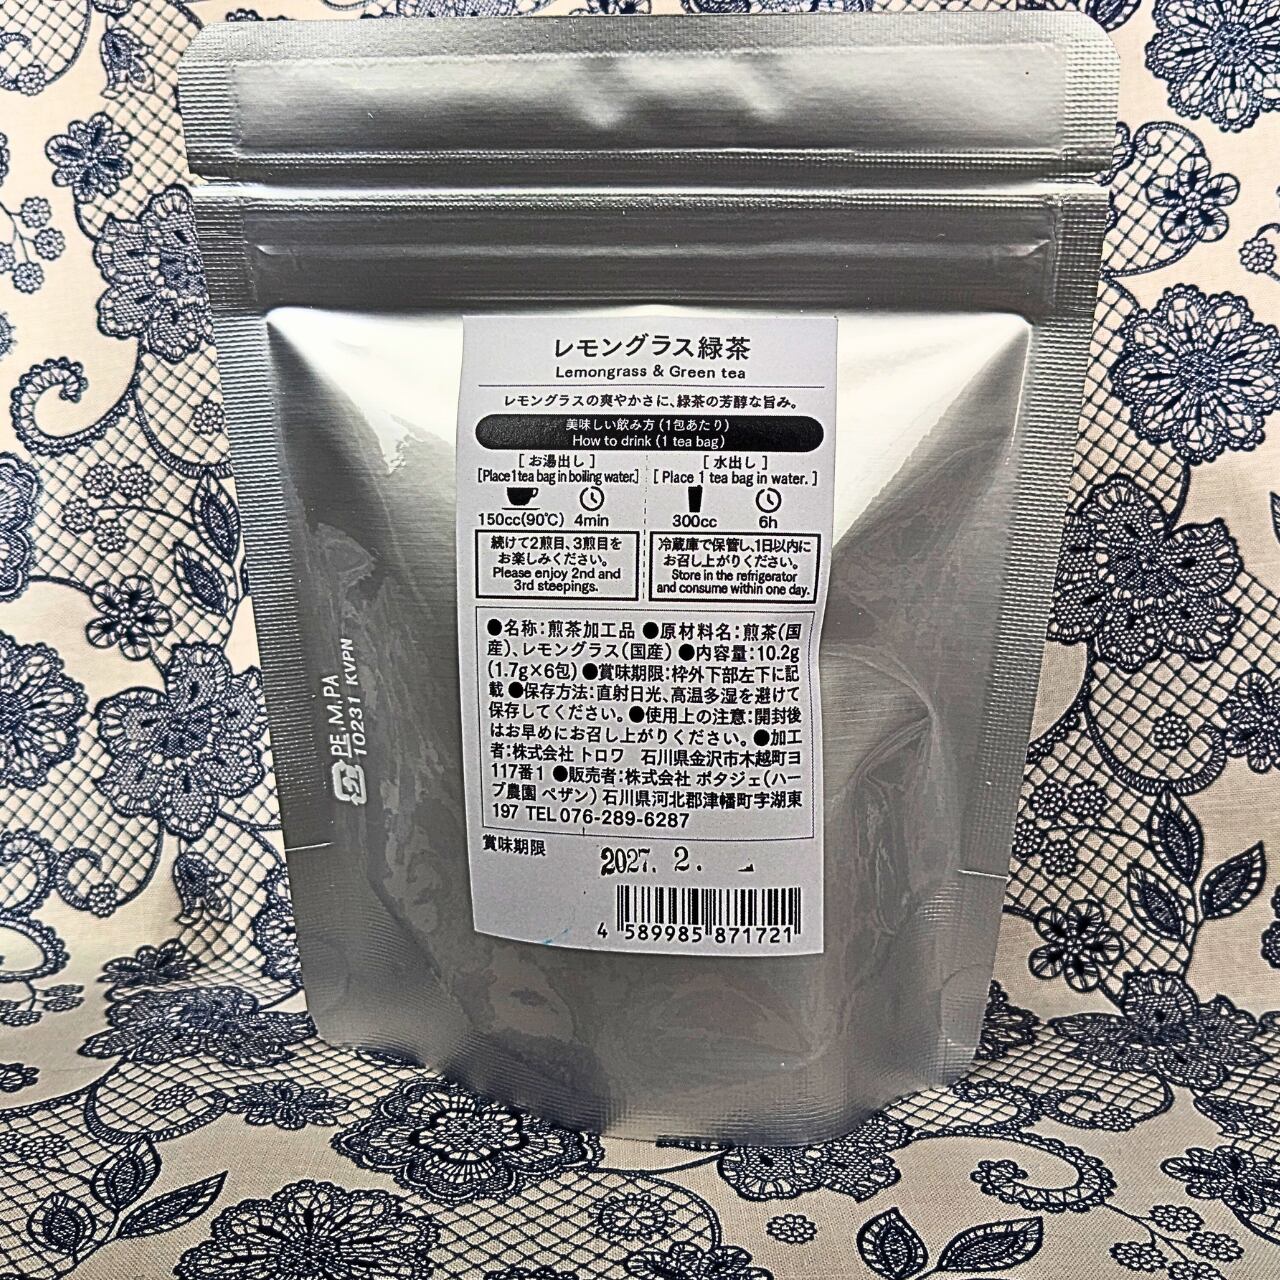 レモングラス緑茶
Lemongrass & Green tea
レモングラスの爽やかさに、緑茶の芳醇な旨み。
美味しい飲み方(1包あたり)
How to drink (1 tea bag)
[ お湯出し ]
[Place 1 tea bag in boiling water.]
150cc(90℃) 4min
続けて2煎目、3煎目を
お楽しみください。
Please enjoy 2nd and
3rd steepings.
[ 水出し ]
[ Place 1 tea bag in water. ]
300cc 6h
冷蔵庫で保管し、1日以内に
お召し上がりください。
Store in the refrigerator
and consume within one day.
●名称:煎茶加工品 ●原材料名:煎茶(国
産)、レモングラス(国産) ●内容量:10.2g
(1.7g×6包) ●賞味期限:枠外下部左下に記
載 ●保存方法:直射日光、高温多湿を避けて
保存してください。●使用上の注意:開封後
はお早めにお召し上がりください。●加工
者:株式会社 トロワ 石川県金沢市木越町ヨ
117番1 ●販売者:株式会社 ポタジェ(ハー
ブ農園 ペザン) 石川県河北郡津幡町字湖東
197 TEL 076-289-6287
賞味期限 2027. 2.
4 589985 871721
PE,M,PA
10231 KVPN